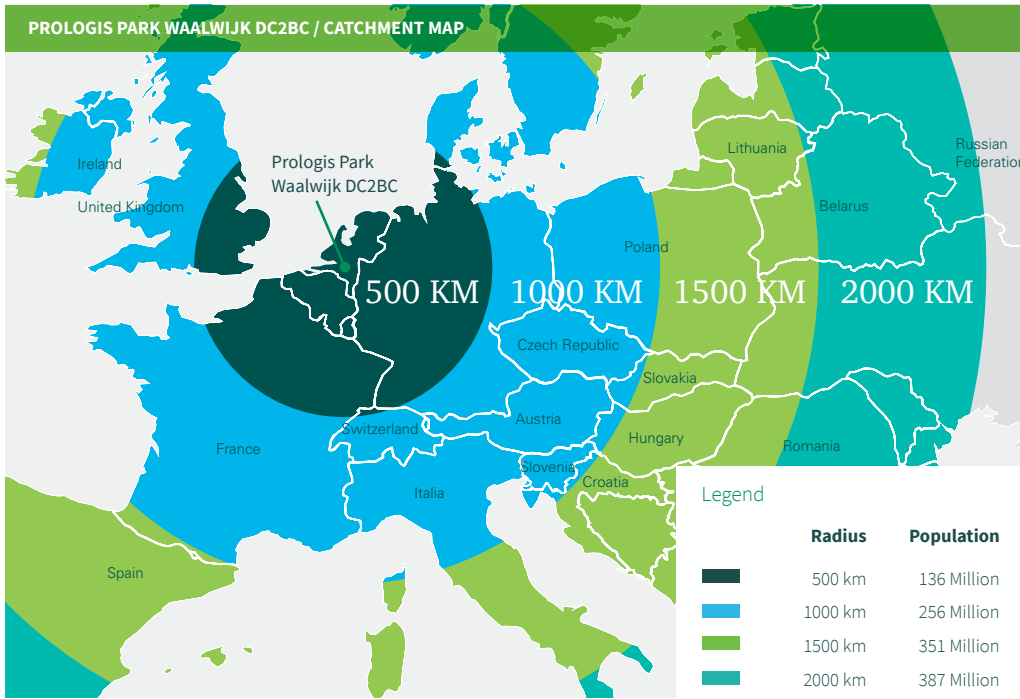 PROLOGIS PARK WAALWIJK DC2BC / CATCHMENT MAP
Ireland
United Kingdom
Prologis Park
Waalwijk DC2BC
Lithuania
Russian
Federation
Belarus
Poland
500 KM
1000 KM
1500 KM
2000 KM
Czech Republic
Slovakia
Austria
Switzerland
Hungary
France
Romania
Slovenia
Croatia
Italia
Spain
Legend
Radius Population
500 km 136 Million
1000 km 256 Million
1500 km 351 Million
2000 km 387 Million